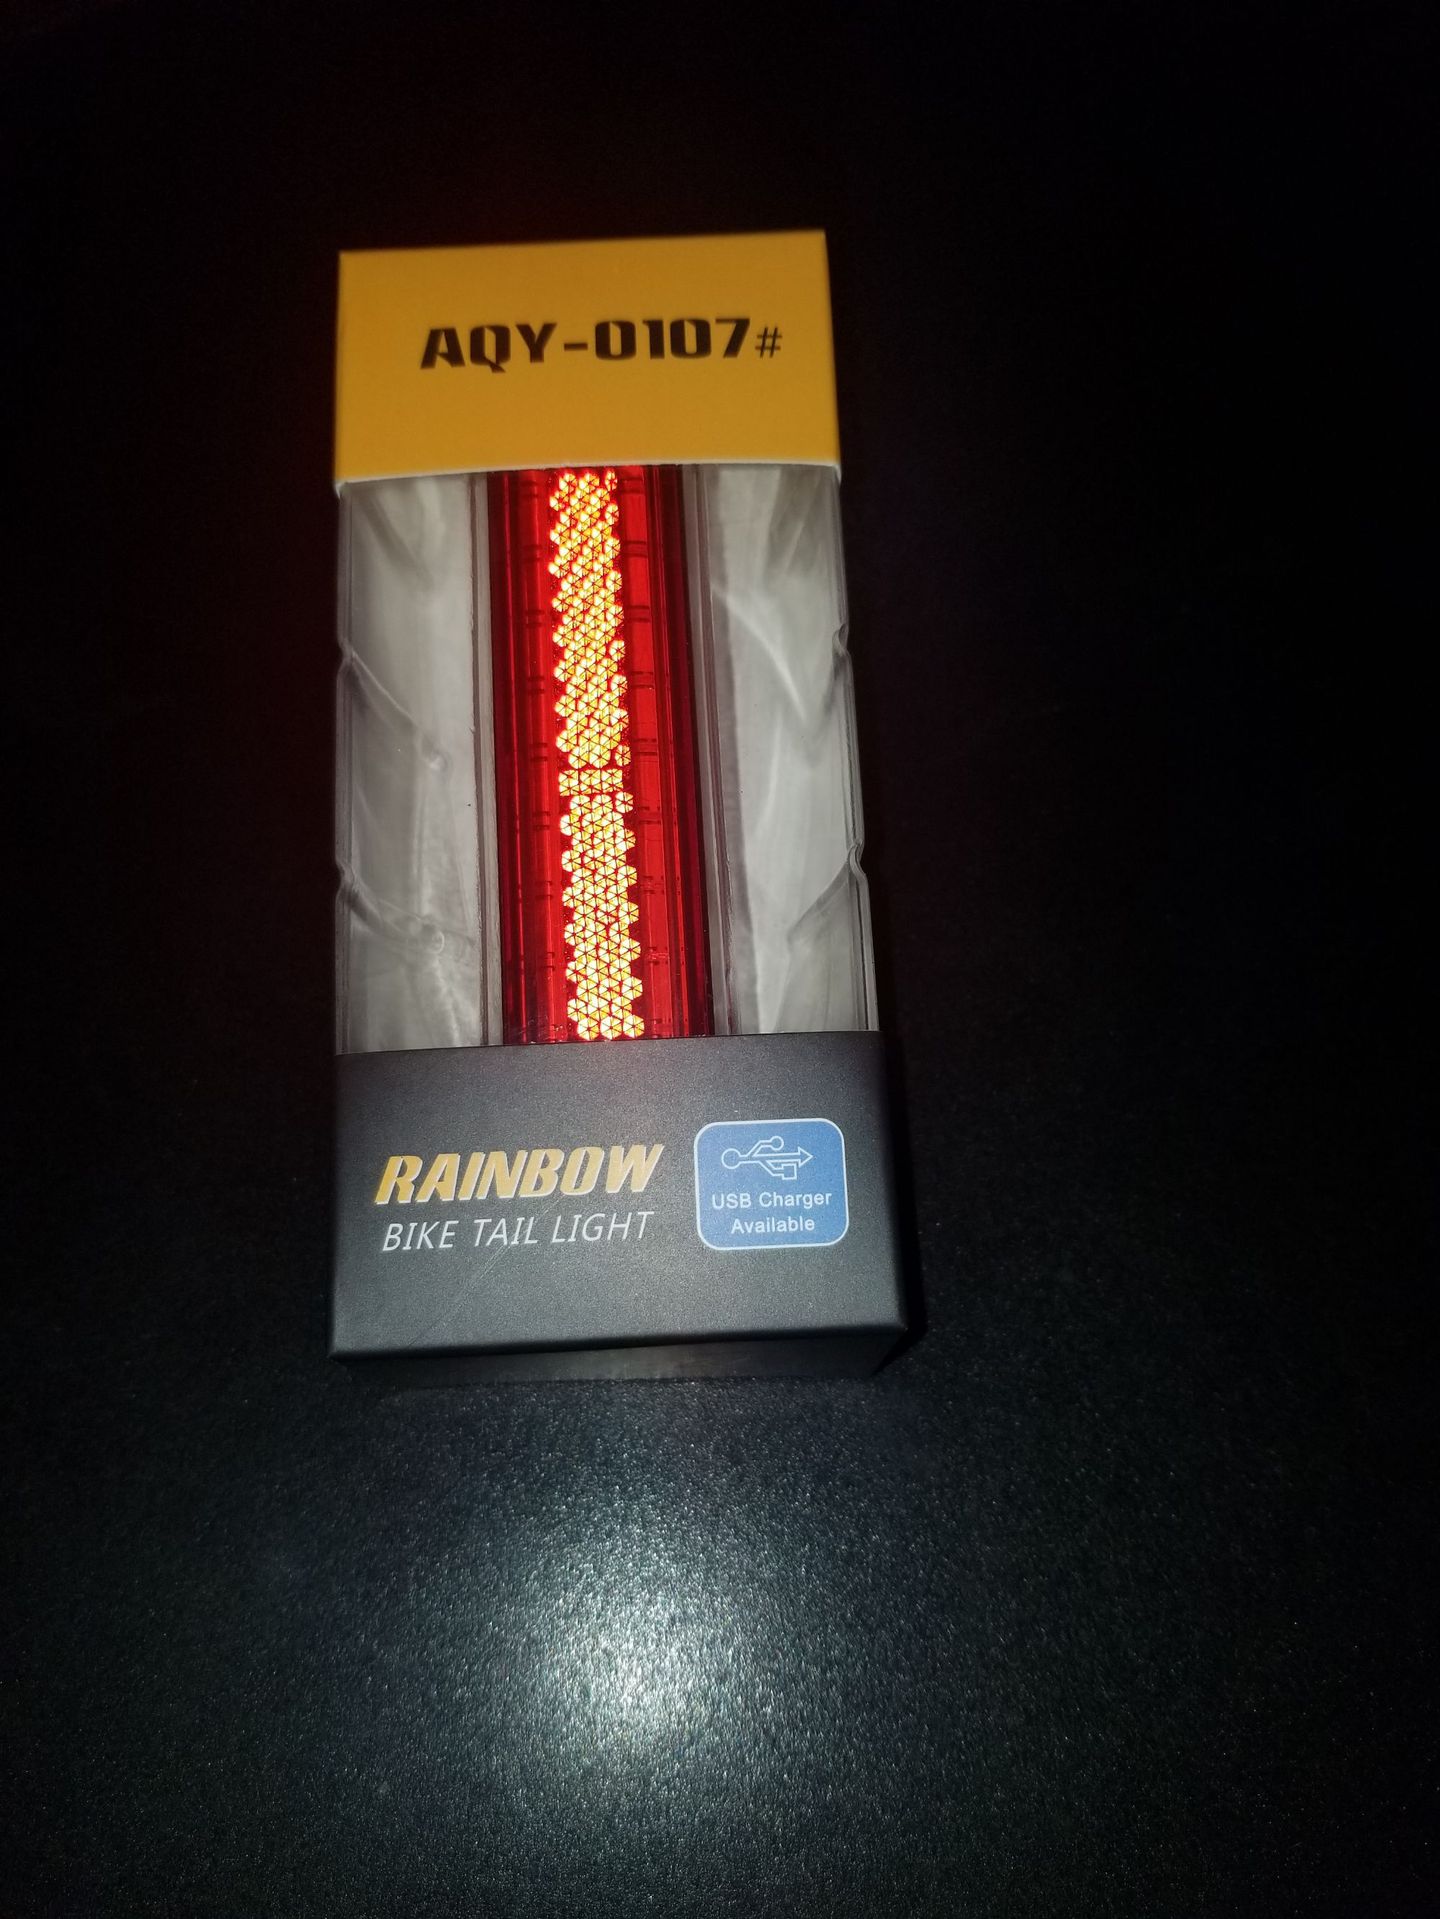 AQY-0107#
RAINBOW
BIKE TAIL LIGHT
USB Charger
Available